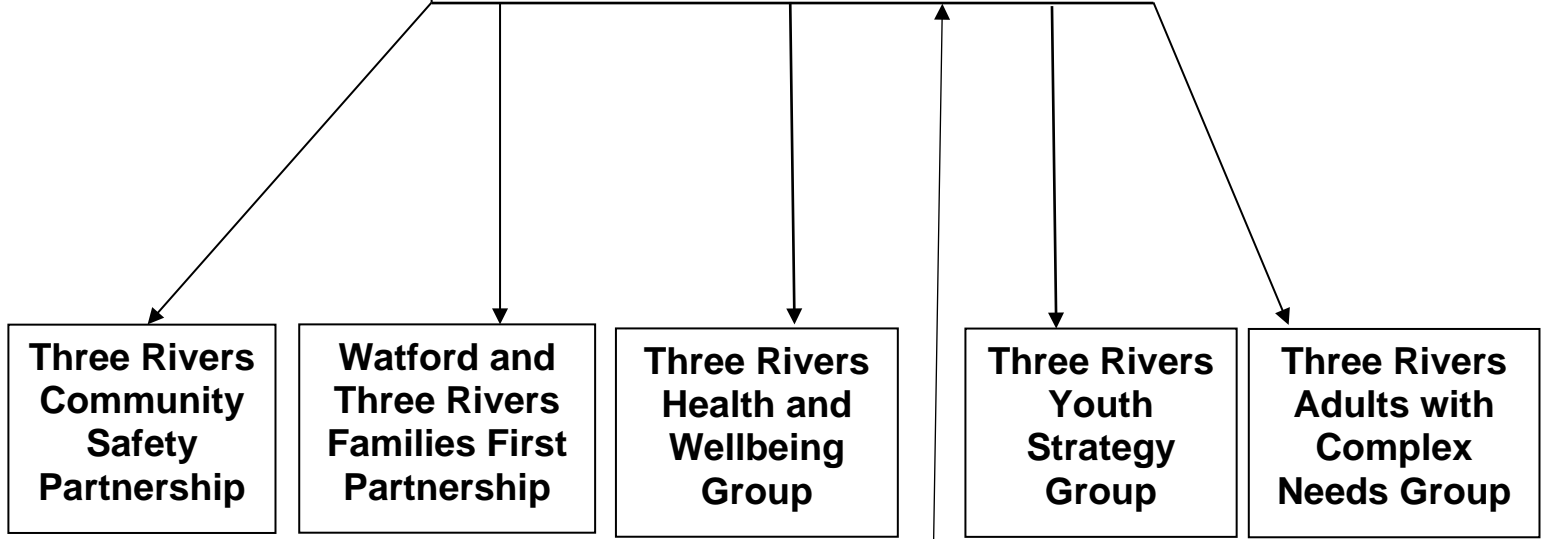 Three Rivers
Community
Safety
Partnership
Watford and
Three Rivers
Families First
Partnership
Three Rivers
Health and
Wellbeing
Group
Three Rivers
Youth
Strategy
Group
Three Rivers
Adults with
Complex
Needs Group